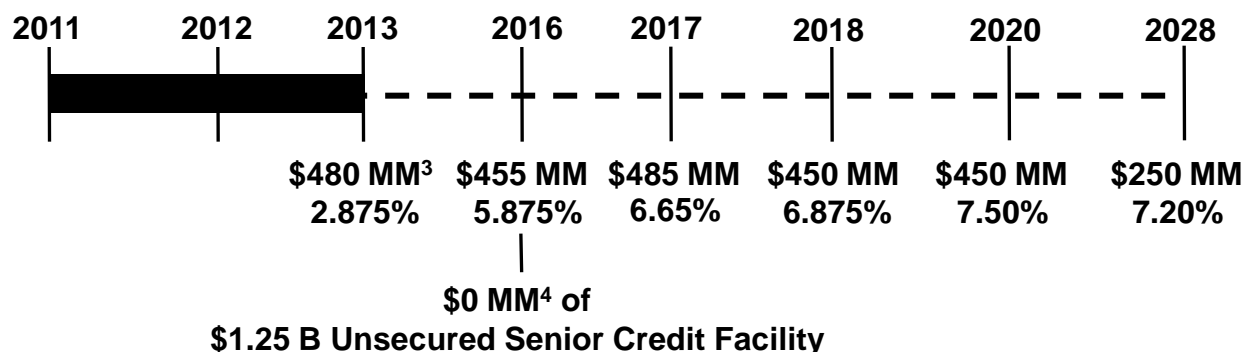 2011 2012 2013 2016 2017 2018 2020 2028
$480 MM³ $455 MM $485 MM $450 MM $450 MM $250 MM
2.875% 5.875% 6.65% 6.875% 7.50% 7.20%
$0 MM⁴ of
$1.25 B Unsecured Senior Credit Facility